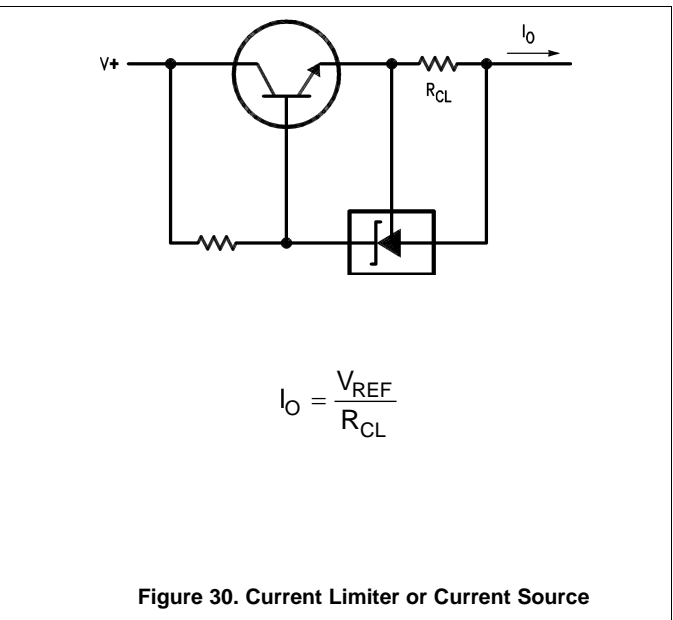 I_O
V+
R_CL
I_O = V_REF / R_CL
Figure 30. Current Limiter or Current Source